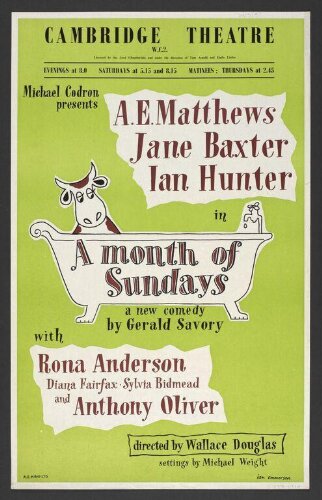 CAMBRIDGE THEATRE
W.C.2.
EVENINGS at 8.0 SATURDAYS at 5.15 and 8.15 MATINEES: THURSDAYS at 2.45
Michael Codron
presents
A.E. Matthews
Jane Baxter
Ian Hunter
in
A month of
Sundays
a new comedy
by Gerald Savory
with
Rona Anderson
Diana Fairfax · Sylvia Bidmead
and Anthony Oliver
directed by Wallace Douglas
settings by Michael Weight